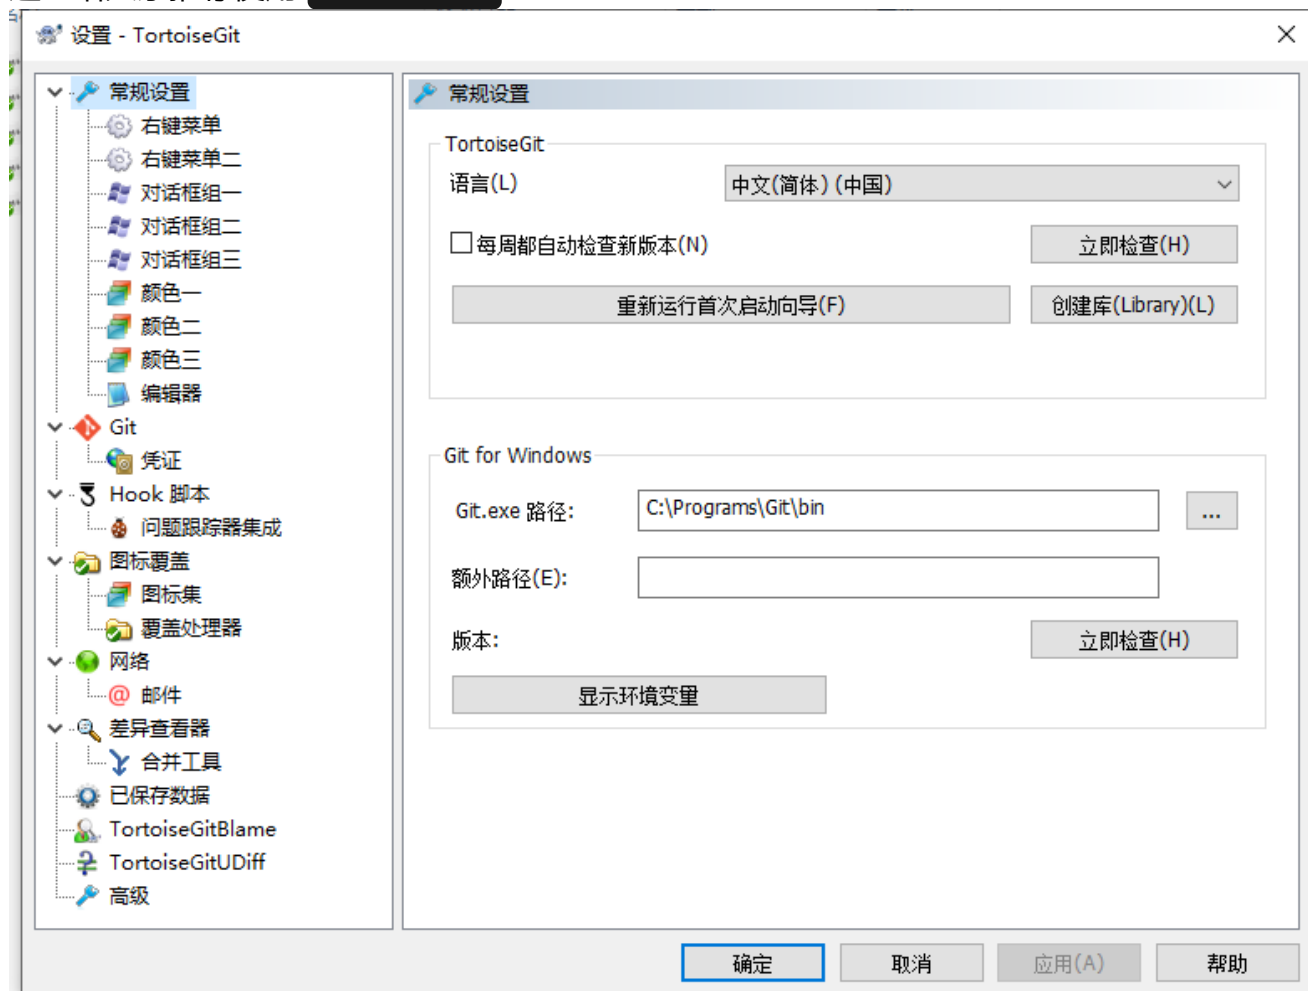 设置 - TortoiseGit
常规设置
右键菜单
右键菜单二
对话框组一
对话框组二
对话框组三
颜色一
颜色二
颜色三
编辑器
Git
凭证
Hook 脚本
问题跟踪器集成
图标覆盖
图标集
覆盖处理器
网络
邮件
差异查看器
合并工具
已保存数据
TortoiseGitBlame
TortoiseGitUDiff
高级
常规设置
TortoiseGit
语言(L)
中文(简体) (中国)
每周都自动检查新版本(N)
立即检查(H)
重新运行首次启动向导(F)
创建库(Library)(L)
Git for Windows
Git.exe 路径:
C:\Programs\Git\bin
...
额外路径(E):
版本:
立即检查(H)
显示环境变量
确定
取消
应用(A)
帮助